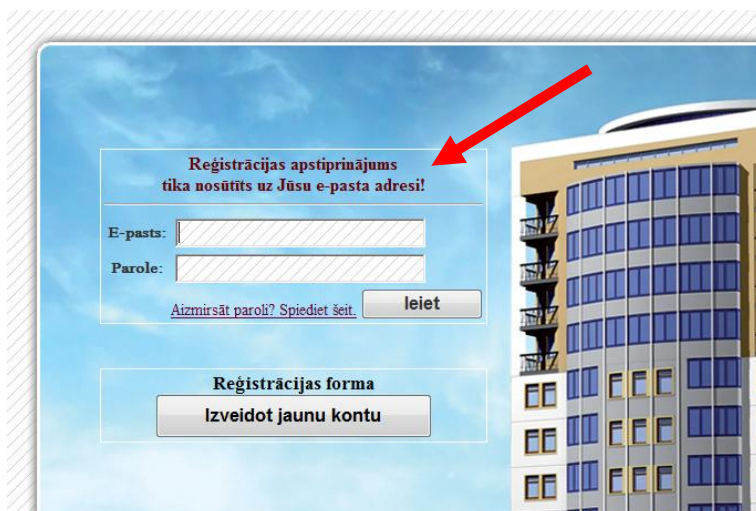 Reģistrācijas apstiprinājums
tika nosūtīts uz Jūsu e-pasta adresi!
E-pasts:
Parole:
Aizmirsāt paroli? Spiediet šeit. Ieiet
Reģistrācijas forma
Izveidot jaunu kontu